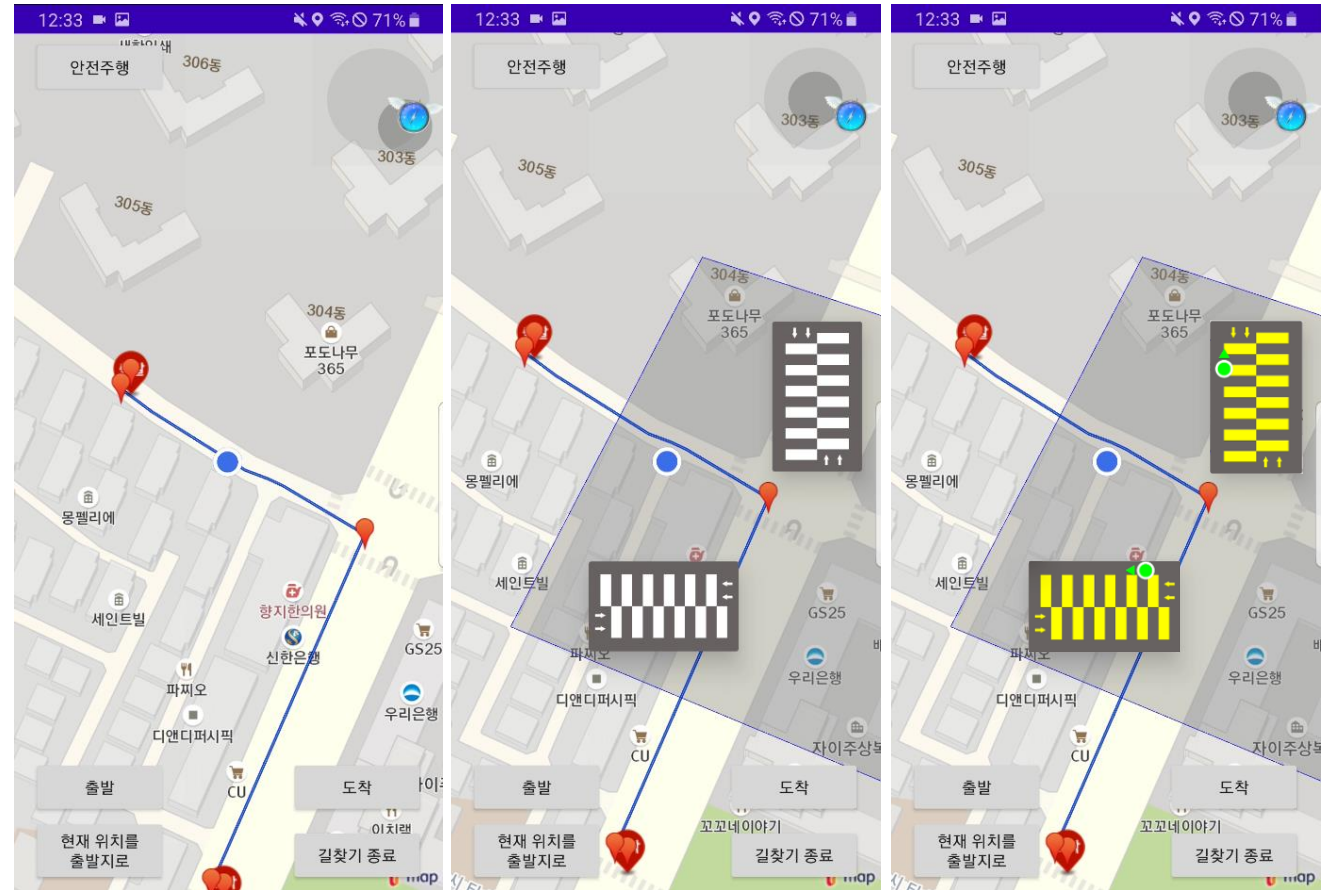 12:33
71%
안전주행
306동
303동
305동
304동
포도나무
365
몽펠리에
세인트빌
향지한의원
신한은행
GS25
파찌오
우리은행
디앤디퍼시픽
CU
출발
도착
이치랩
현재 위치를
출발지로
길찾기 종료
map
12:33
71%
안전주행
303동
305동
304동
포도나무
365
몽펠리에
세인트빌
GS25
파찌오
우리은행
디앤디퍼시픽
자이주상복
CU
출발
도착
꼬꼬네이야기
현재 위치를
출발지로
길찾기 종료
map
12:33
71%
안전주행
303동
305동
304동
포도나무
365
몽펠리에
세인트빌
GS25
파찌오
우리은행
디앤디퍼시픽
자이주상복
CU
출발
도착
꼬꼬네이야기
현재 위치를
출발지로
길찾기 종료
map